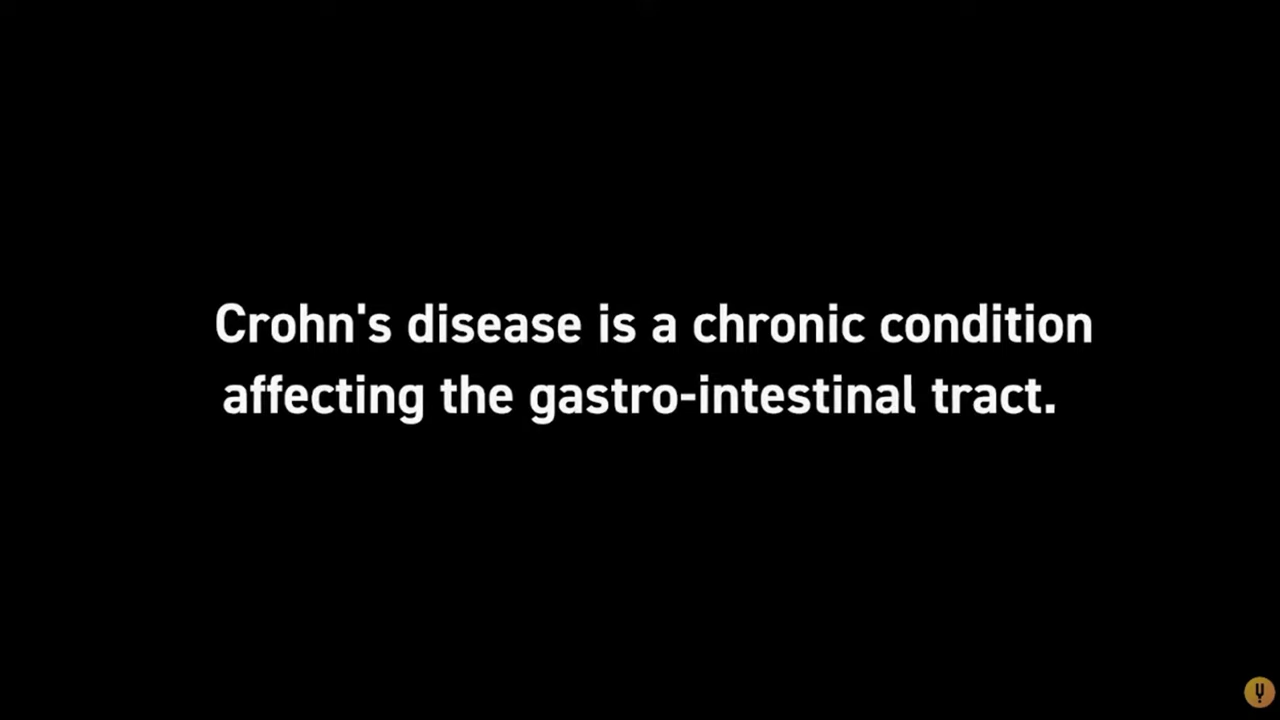 Crohn's disease is a chronic condition
affecting the gastro-intestinal tract.